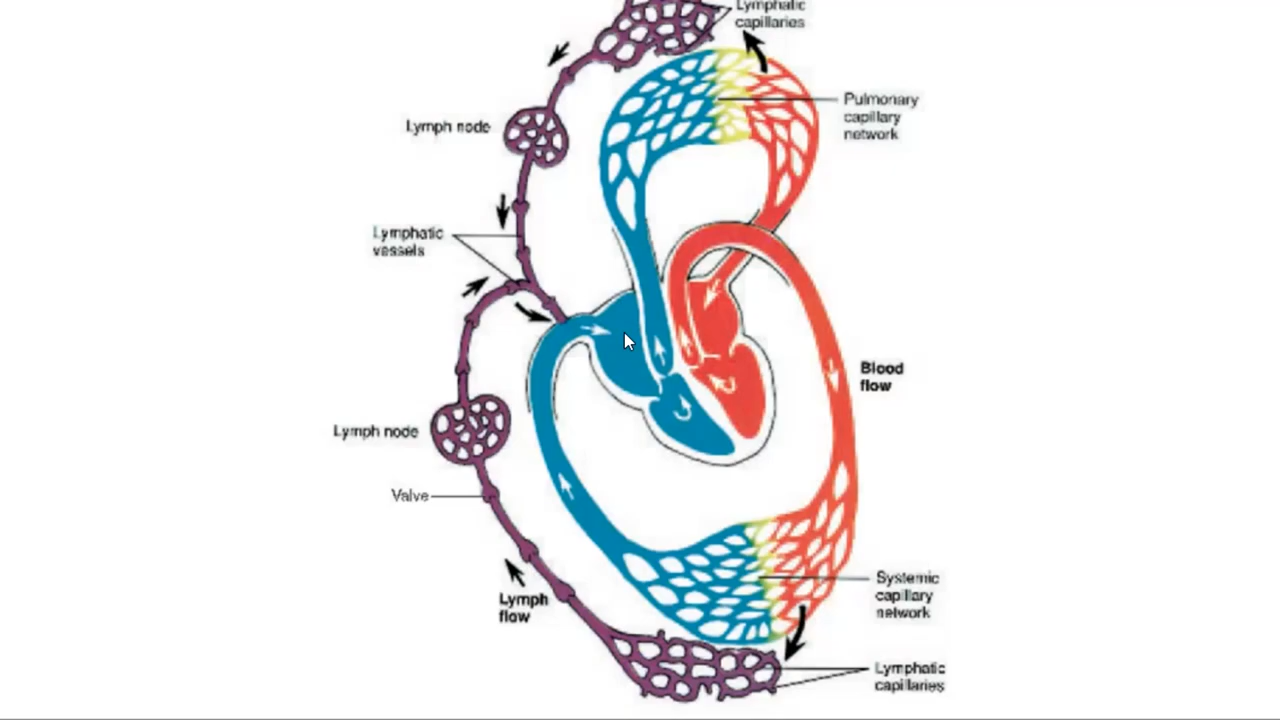 Lymphatic
capillaries
Pulmonary
capillary
network
Lymph node
Lymphatic
vessels
Blood
flow
Lymph node
Valve
Systemic
capillary
network
Lymph
flow
Lymphatic
capillaries